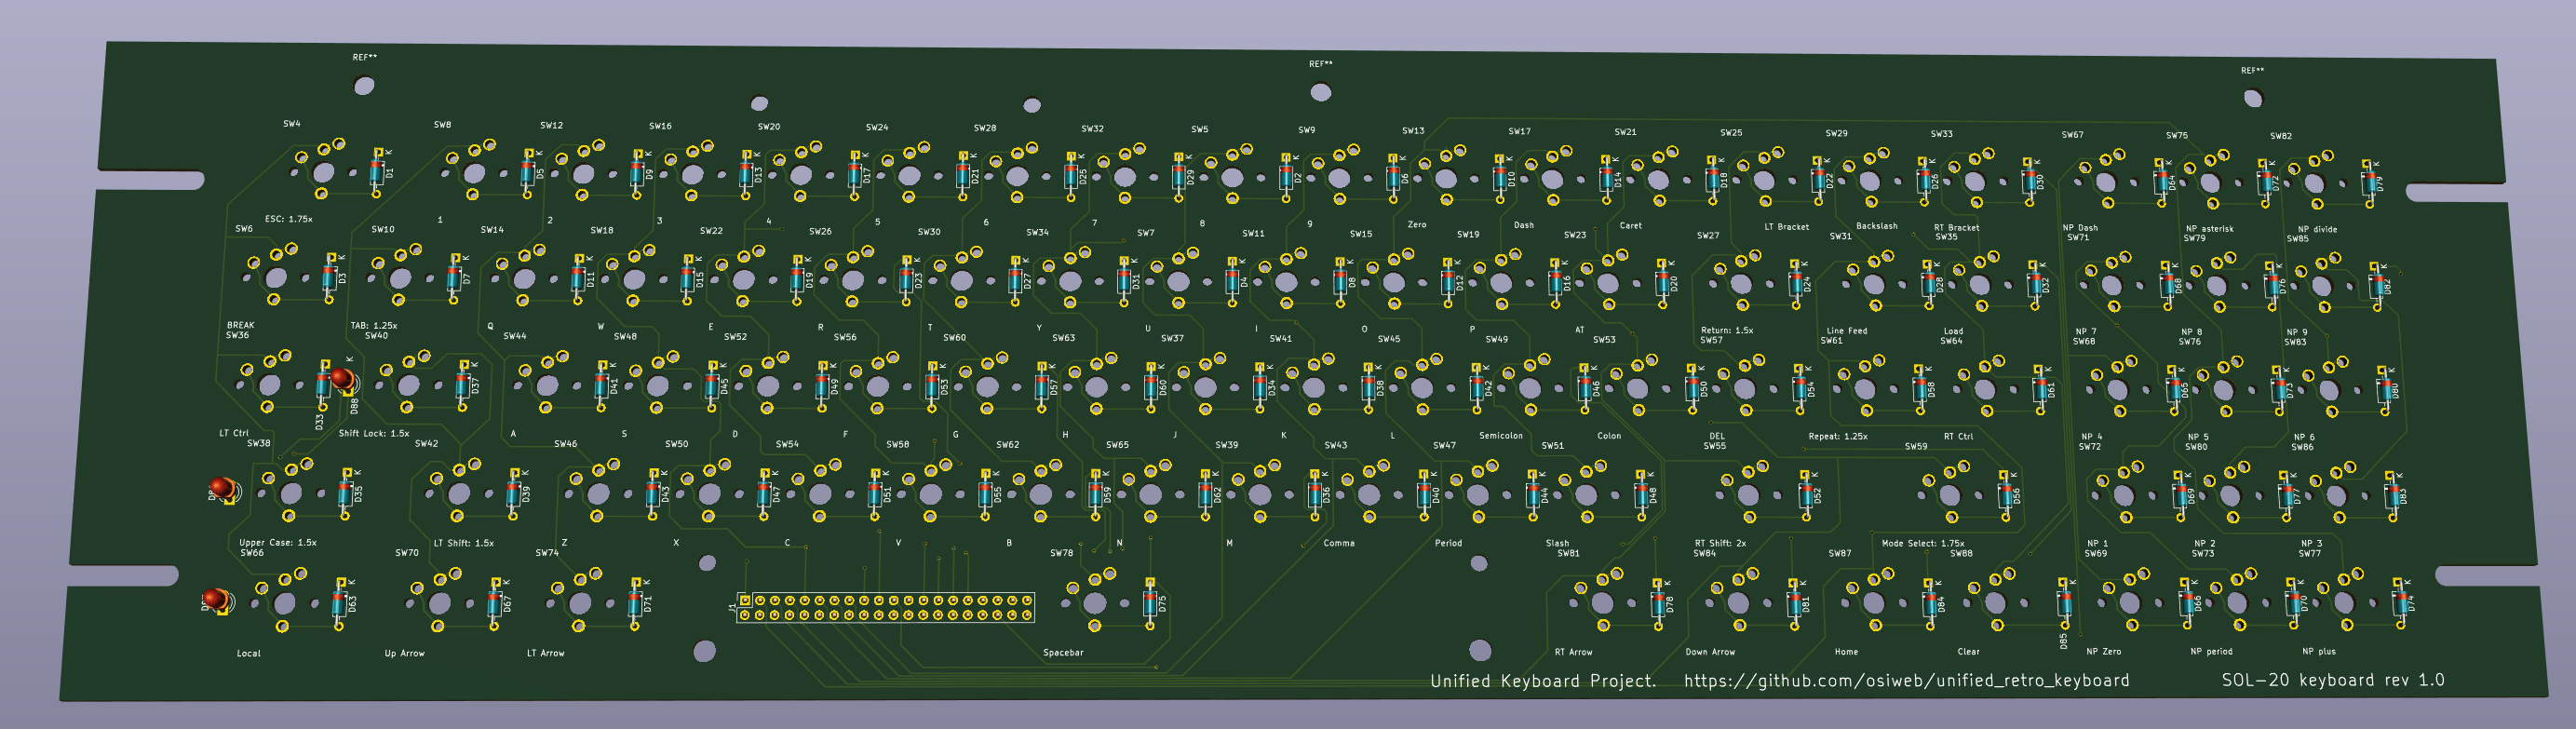 REF** REF** REF**
SW4 SW8 SW12 SW16 SW20 SW24 SW28 SW32 SW5 SW9 SW13 SW17 SW21 SW25 SW29 SW33 SW67 SW75 SW82
K K K K K K K K K K K K K K K K K K K
D1 D5 D9 D13 D17 D21 D25 D29 D2 D6 D10 D14 D18 D22 D26 D30 D64 D72 D79
ESC: 1.75x 1 2 3 4 5 6 7 8 9 Zero Dash Caret LT Bracket Backslash RT Bracket NP Dash NP asterisk NP divide
SW6 SW10 SW14 SW18 SW22 SW26 SW30 SW34 SW7 SW11 SW15 SW19 SW23 SW27 SW31 SW35 SW71 SW79 SW85
K K K K K K K K K K K K K K K K K K K
D3 D7 D11 D15 D19 D23 D27 D31 D4 D8 D12 D16 D20 D24 D28 D32 D68 D76 D82
BREAK TAB: 1.25x Q W E R T Y U I O P AT Return: 1.5x Line Feed Load NP 7 NP 8 NP 9
SW36 SW40 SW44 SW48 SW52 SW56 SW60 SW63 SW37 SW41 SW45 SW49 SW53 SW57 SW61 SW64 SW68 SW76 SW83
K K K K K K K K K K K K K K K K K K K
D33 D88 D37 D41 D45 D49 D53 D57 D60 D34 D38 D42 D46 D50 D54 D58 D61 D65 D73 D80
LT Ctrl Shift Lock: 1.5x A S D F G H J K L Semicolon Colon DEL Repeat: 1.25x RT Ctrl NP 4 NP 5 NP 6
SW38 SW42 SW46 SW50 SW54 SW58 SW62 SW65 SW39 SW43 SW47 SW51 SW55 SW59 SW72 SW80 SW86
K K K K K K K K K K K K K K K K K
D35 D39 D43 D47 D51 D55 D59 D62 D36 D40 D44 D48 D52 D56 D69 D77 D83
Upper Case: 1.5x LT Shift: 1.5x Z X C V B N M Comma Period Slash RT Shift: 2x Mode Select: 1.75x NP 1 NP 2 NP 3
SW66 SW70 SW74 SW78 SW81 SW84 SW87 SW88 SW69 SW73 SW77
K K K K K K K K K K K
D63 D67 D71 J1 D75 D78 D81 D84 D85 D66 D70 D74
Local Up Arrow LT Arrow Spacebar RT Arrow Down Arrow Home Clear NP Zero NP period NP plus
Unified Keyboard Project. https://github.com/osiweb/unified_retro_keyboard SOL-20 keyboard rev 1.0